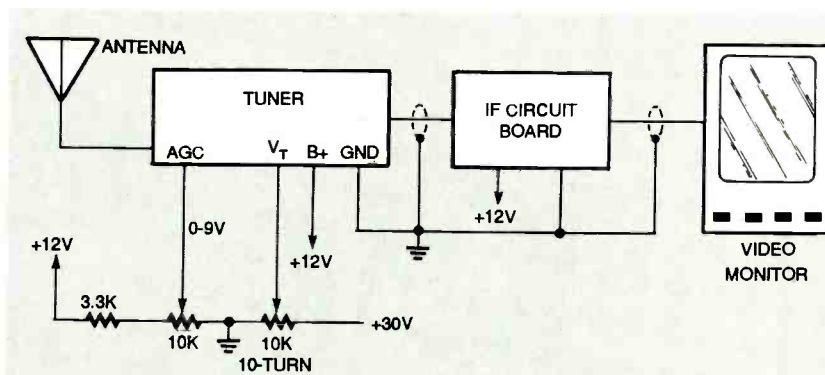 ANTENNA
TUNER
AGC
VT
B+
GND
IF CIRCUIT
BOARD
0-9V
+12V
+12V
+12V
3.3K
10K
10K
10-TURN
+30V
VIDEO
MONITOR